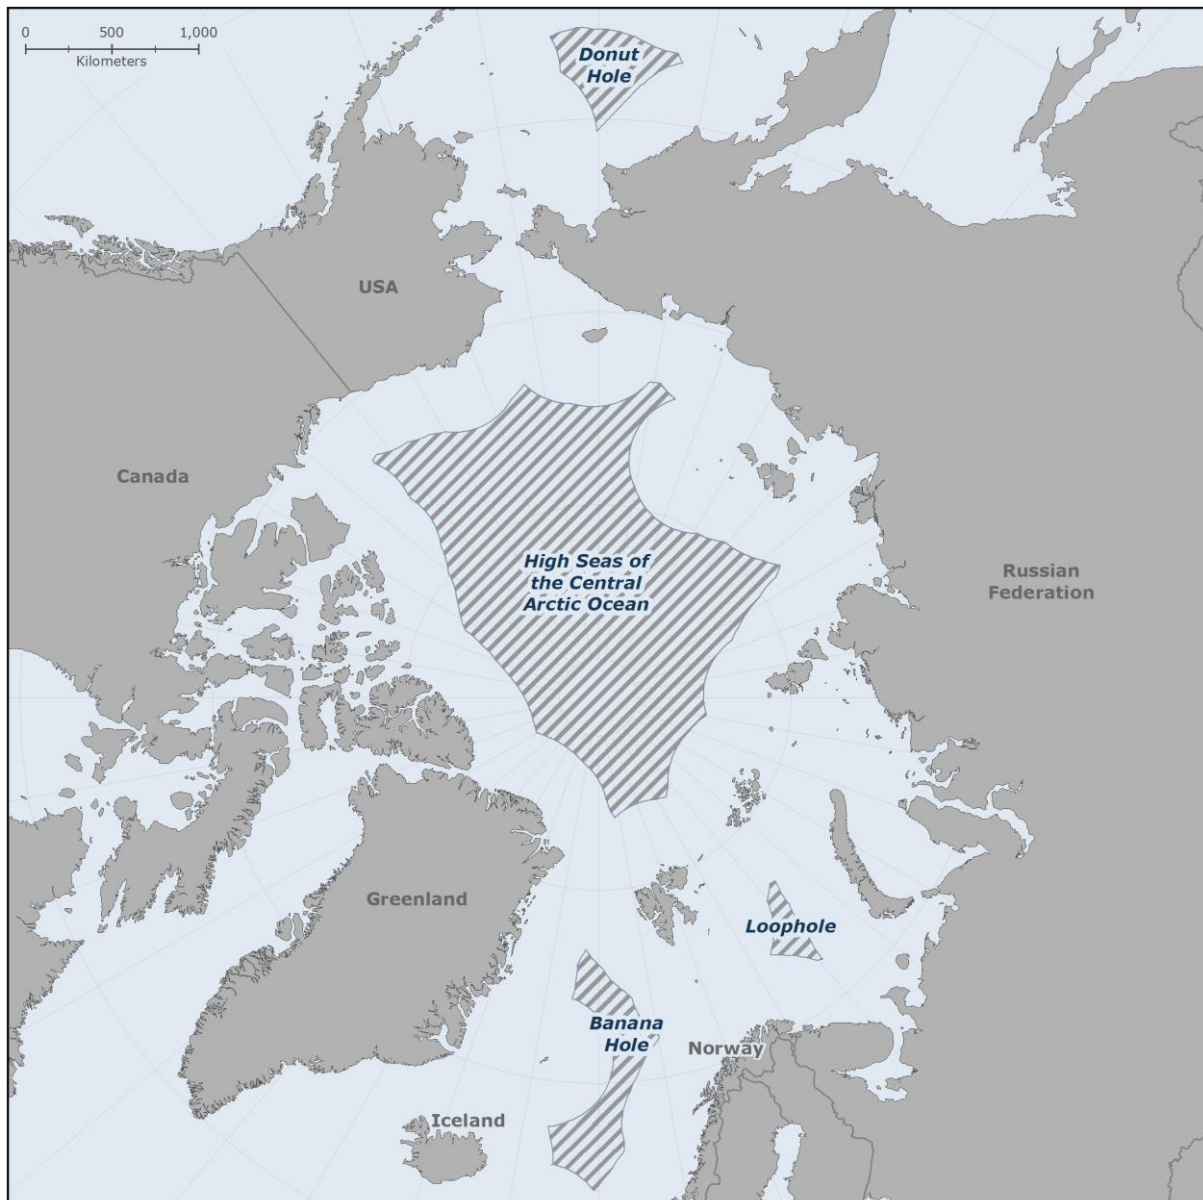 0 500 1,000
Kilometers
Donut
Hole
USA
Canada
High Seas of
the Central
Arctic Ocean
Russian
Federation
Greenland
Loophole
Banana
Hole
Norway
Iceland